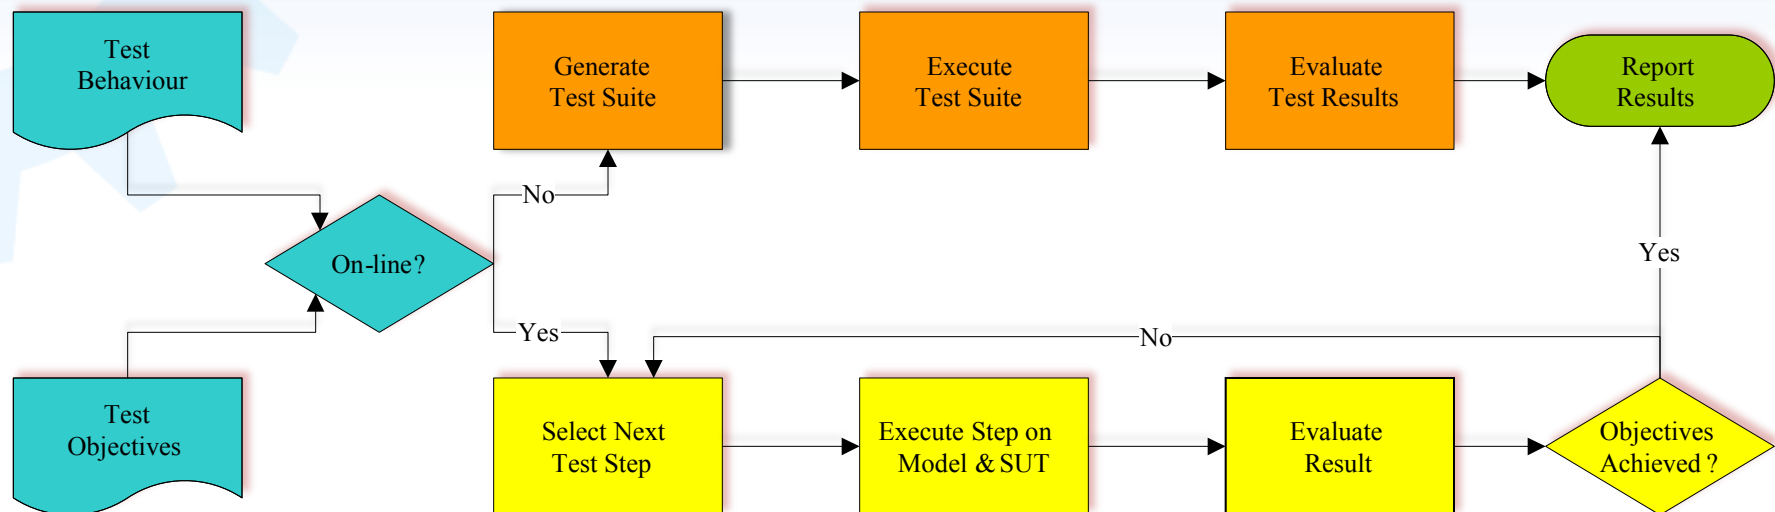 Test
Behaviour
Generate
Test Suite
Execute
Test Suite
Evaluate
Test Results
Report
Results
No
On-line?
Yes
Yes
No
Test
Objectives
Select Next
Test Step
Execute Step on
Model & SUT
Evaluate
Result
Objectives
Achieved ?